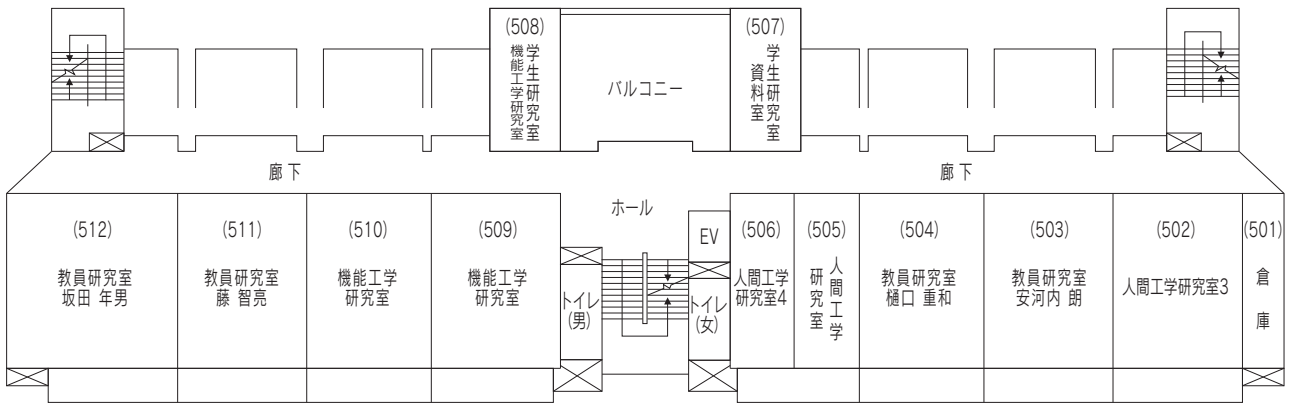 (508)
学生研究室
機能工学研究室
バルコニー
(507)
学生研究室
資料室
廊下
廊下
ホール
(512)
教員研究室
坂田 年男
(511)
教員研究室
藤 智亮
(510)
機能工学
研究室
(509)
機能工学
研究室
トイレ
(男)
EV
トイレ
(女)
(506)
人間工学
研究室4
(505)
人間工学
研究室
(504)
教員研究室
樋口 重和
(503)
教員研究室
安河内 朗
(502)
人間工学研究室3
(501)
倉庫